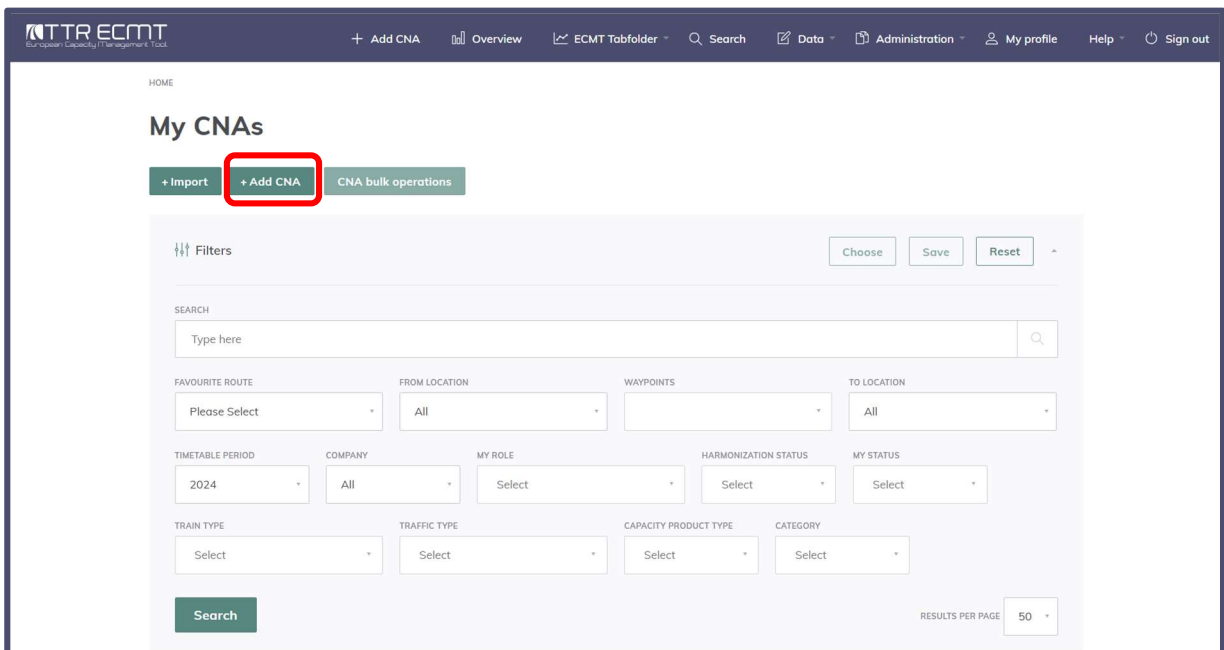 TTR ECMT
European Capacity Management Tool
+ Add CNA Overview ECMT Tabfolder Search Data Administration My profile Help Sign out
HOME
My CNAs
+ Import + Add CNA CNA bulk operations
Filters Choose Save Reset
SEARCH
Type here
FAVOURITE ROUTE FROM LOCATION WAYPOINTS TO LOCATION
Please Select All All
TIMETABLE PERIOD COMPANY MY ROLE HARMONIZATION STATUS MY STATUS
2024 All Select Select Select
TRAIN TYPE TRAFFIC TYPE CAPACITY PRODUCT TYPE CATEGORY
Select Select Select Select
Search RESULTS PER PAGE 50